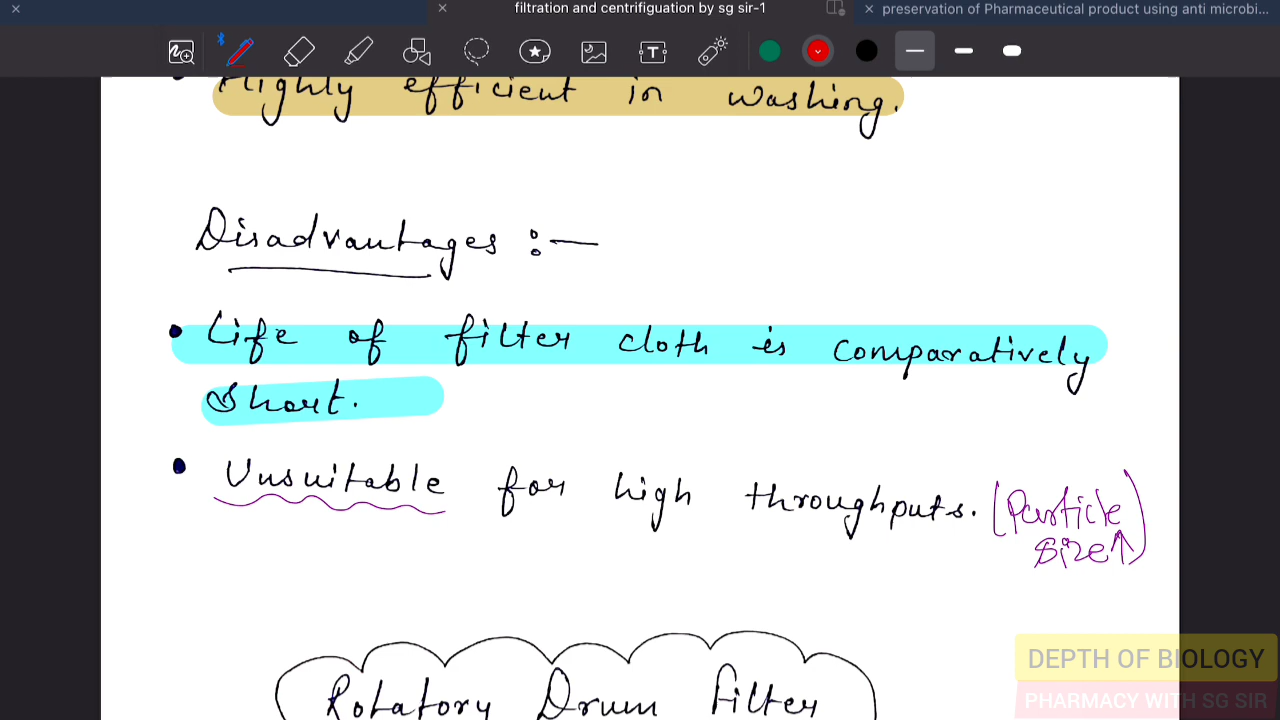 filtration and centrifiguation by sg sir-1
preservation of Pharmaceutical product using anti microbi...
Highly efficient in washing.
Disadvantages :—
• Life of filter cloth is comparatively
short.
• Unsuitable for high throughputs. (Particle
size↑)
Rotatory Drum Filter
DEPTH OF BIOLOGY
PHARMACY WITH SG SIR